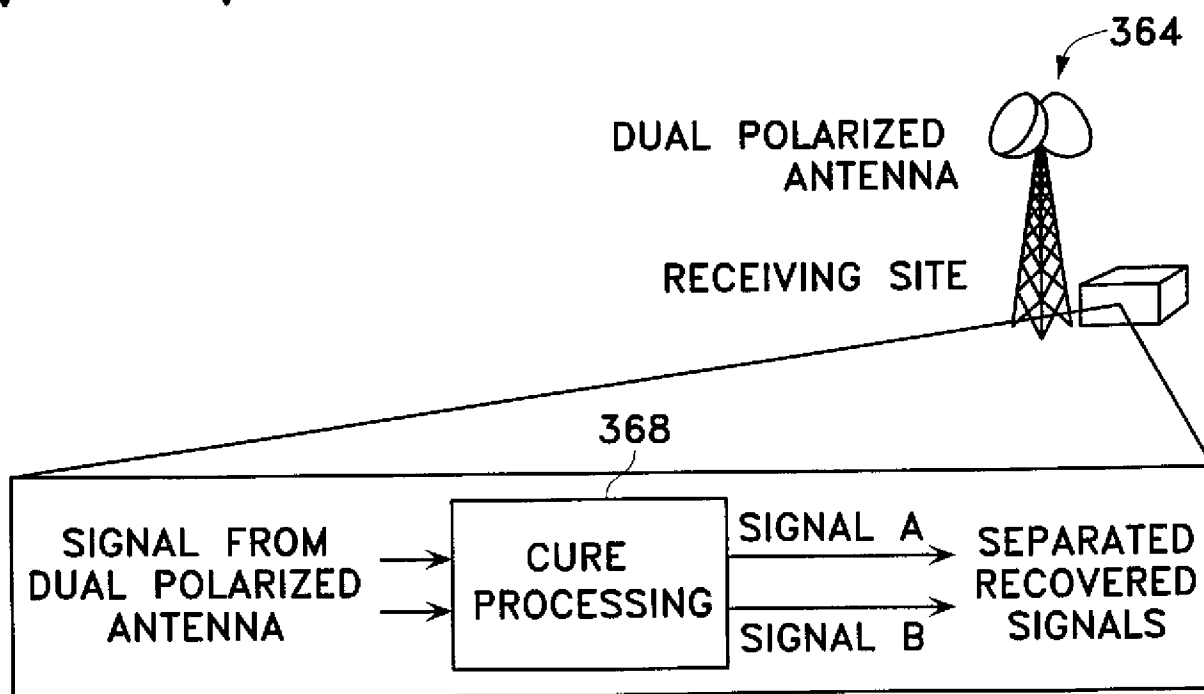 364
DUAL POLARIZED
ANTENNA
RECEIVING SITE
368
SIGNAL FROM
DUAL POLARIZED
ANTENNA
CURE
PROCESSING
SIGNAL A
SIGNAL B
SEPARATED
RECOVERED
SIGNALS